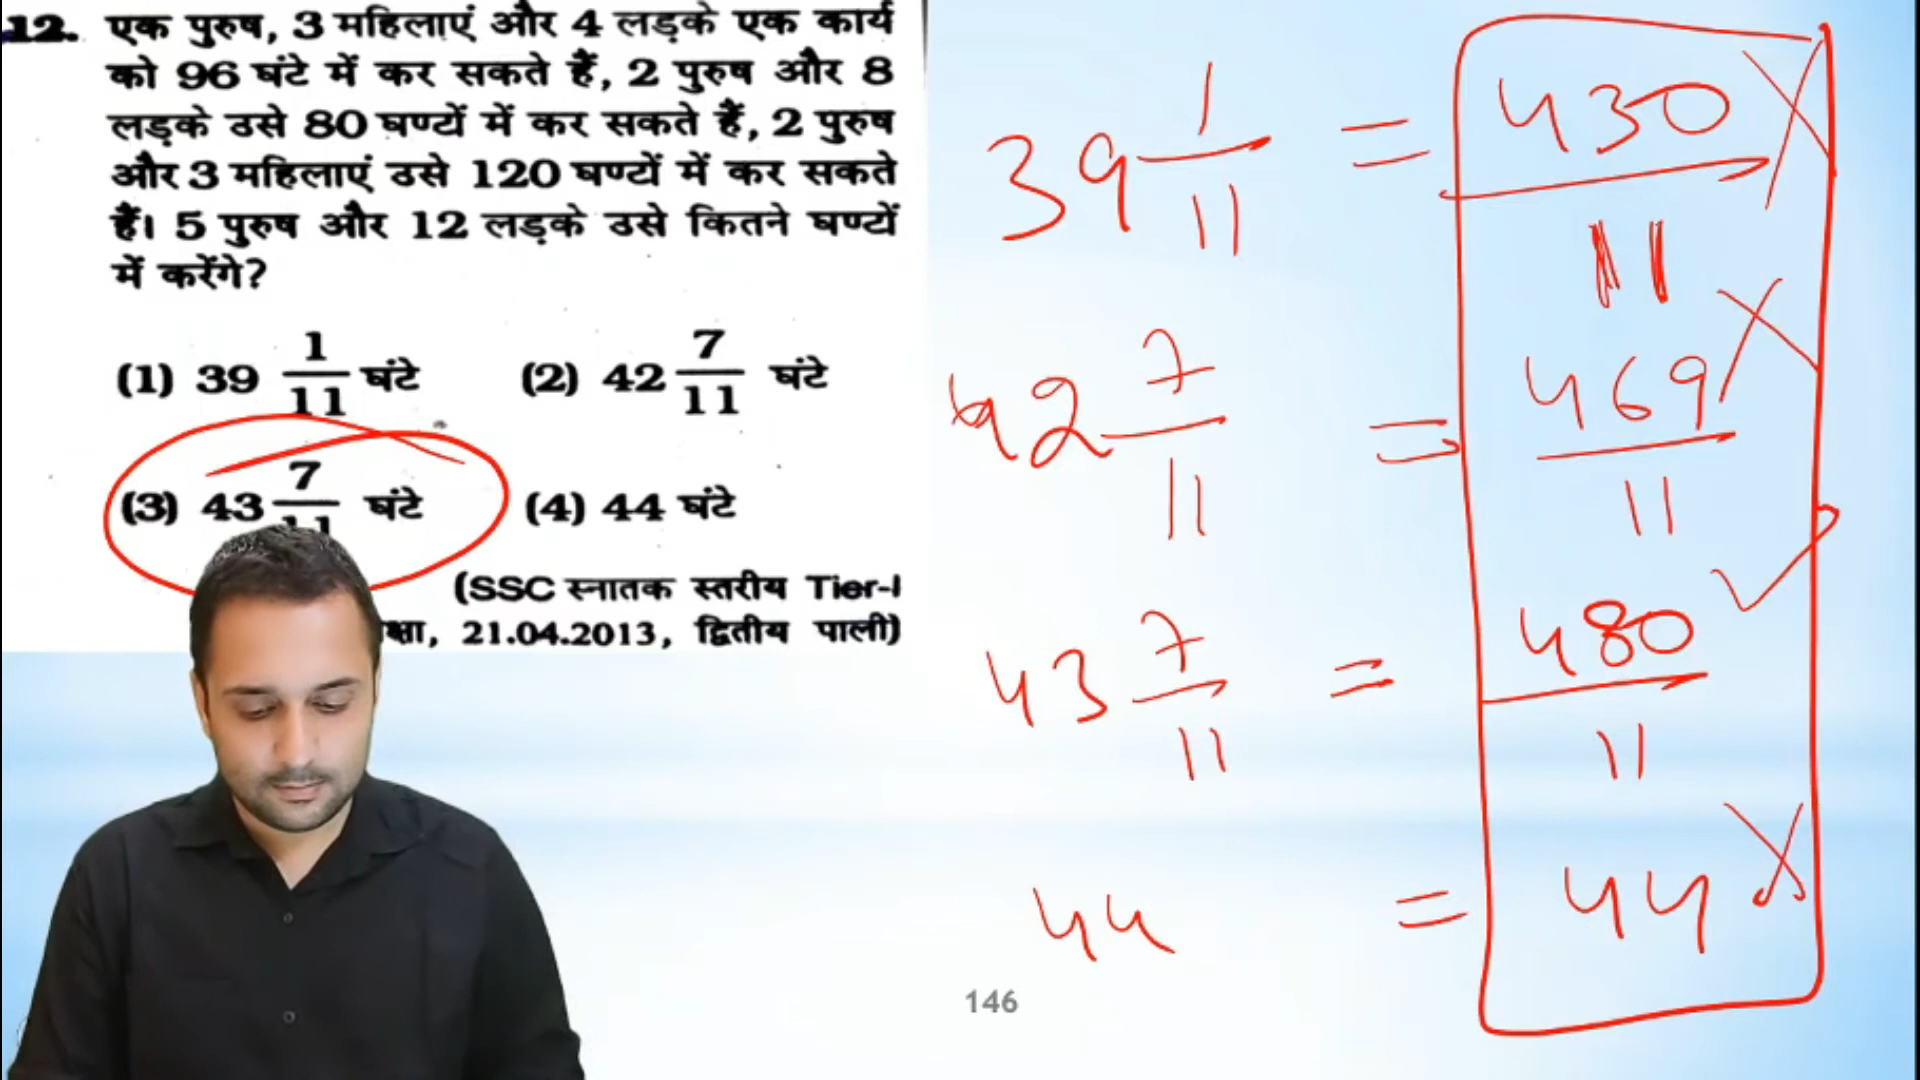 12. एक पुरुष, 3 महिलाएं और 4 लड़के एक कार्य
को 96 घंटे में कर सकते हैं, 2 पुरुष और 8
लड़के उसे 80 घण्टों में कर सकते हैं, 2 पुरुष
और 3 महिलाएं उसे 120 घण्टों में कर सकते
हैं। 5 पुरुष और 12 लड़के उसे कितने घण्टों
में करेंगे?
(1) 39 1/11 घंटे (2) 42 7/11 घंटे
(3) 43 7/11 घंटे (4) 44 घंटे
(SSC स्नातक स्तरीय Tier-I
21.04.2013, द्वितीय पाली)
39 1/11 = 430/11
42 7/11 = 469/11
43 7/11 = 480/11
44 = 44
146